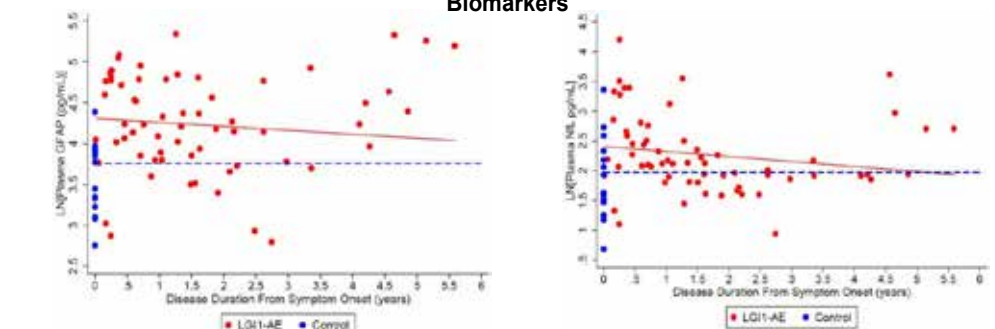 Biomarkers
LN[Plasma GFAP (pg/mL)]
5.5
5
4.5
4
3.5
3
2.5
0 .5 1 1.5 2 2.5 3 3.5 4 4.5 5 5.5 6
Disease Duration From Symptom Onset (years)
LGI1-AE Control
LN[Plasma NfL pg/mL)]
4.5
4
3.5
3
2.5
2
1.5
1
.5
0 .5 1 1.5 2 2.5 3 3.5 4 4.5 5 5.5 6
Disease Duration From Symptom Onset (years)
LGI1-AE Control